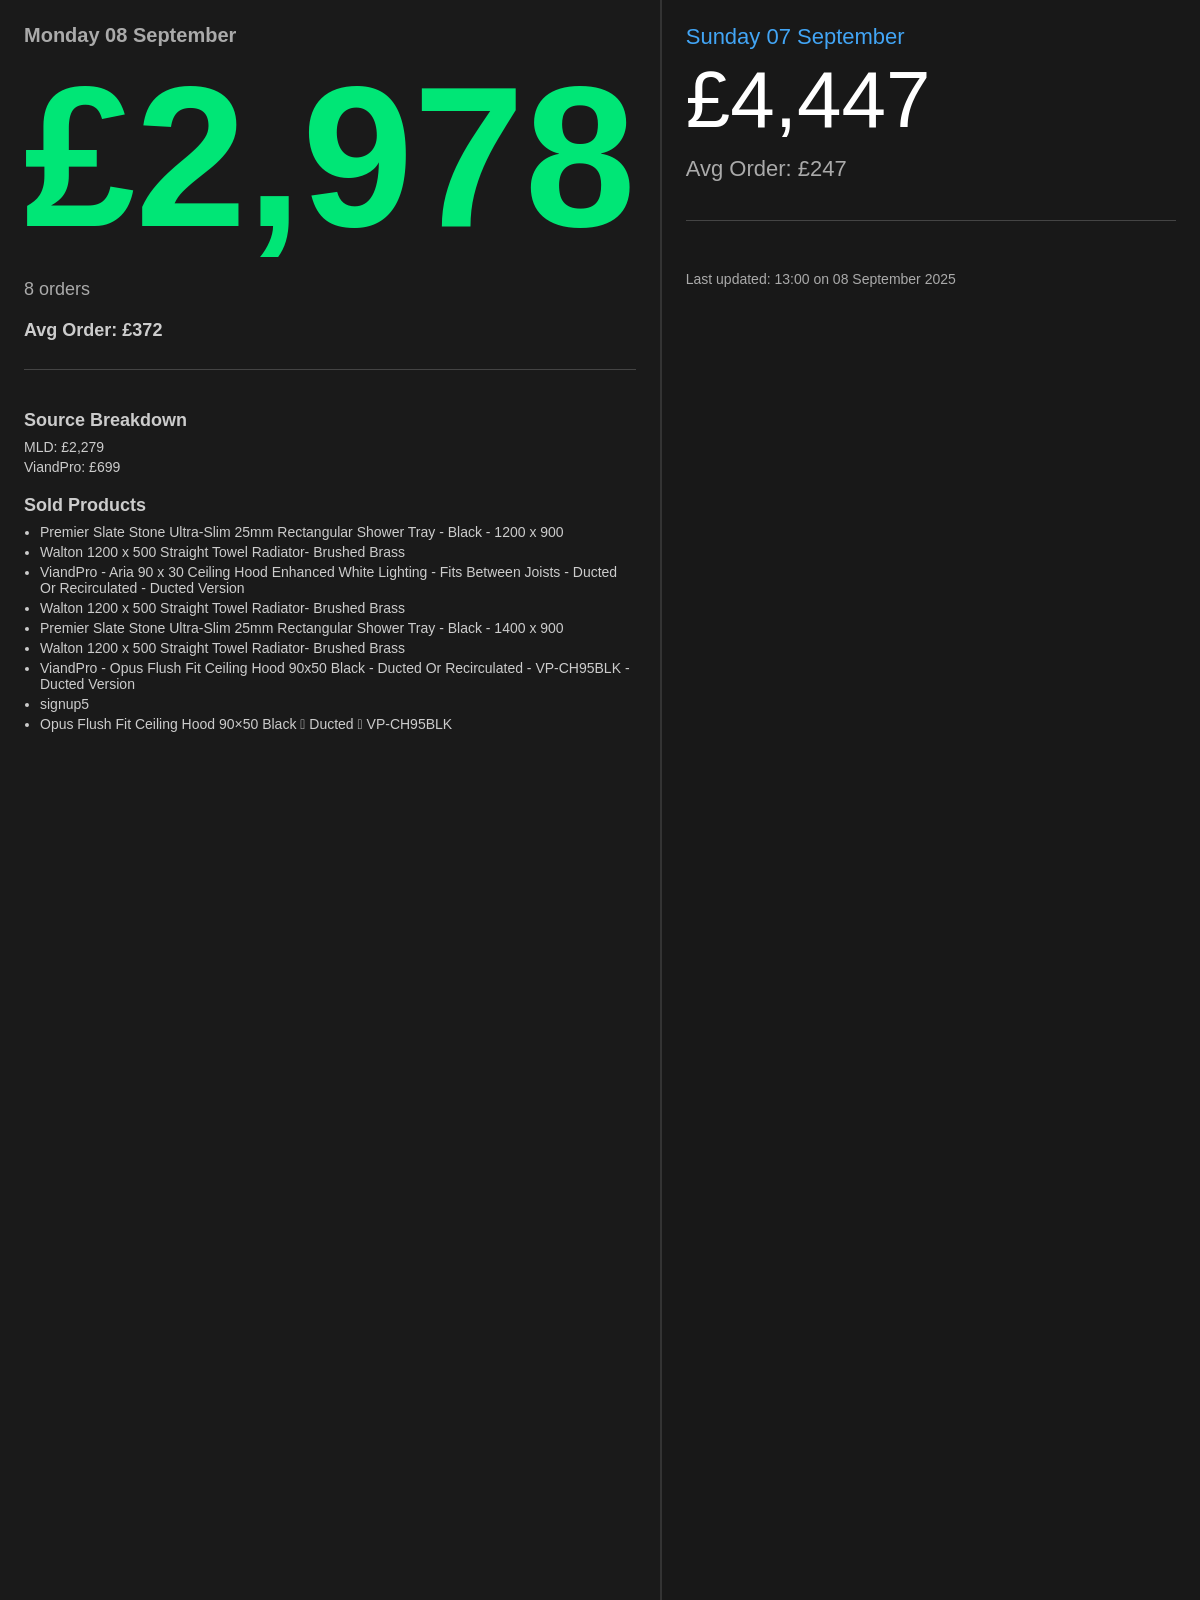 Monday 08 September
£2,978
8 orders
Avg Order: £372
Source Breakdown
MLD: £2,279
ViandPro: £699
Sold Products
• Premier Slate Stone Ultra-Slim 25mm Rectangular Shower Tray - Black - 1200 x 900
• Walton 1200 x 500 Straight Towel Radiator- Brushed Brass
• ViandPro - Aria 90 x 30 Ceiling Hood Enhanced White Lighting - Fits Between Joists - Ducted
Or Recirculated - Ducted Version
• Walton 1200 x 500 Straight Towel Radiator- Brushed Brass
• Premier Slate Stone Ultra-Slim 25mm Rectangular Shower Tray - Black - 1400 x 900
• Walton 1200 x 500 Straight Towel Radiator- Brushed Brass
• ViandPro - Opus Flush Fit Ceiling Hood 90x50 Black - Ducted Or Recirculated - VP-CH95BLK -
Ducted Version
• signup5
• Opus Flush Fit Ceiling Hood 90×50 Black ▯ Ducted ▯ VP-CH95BLK
Sunday 07 September
£4,447
Avg Order: £247
Last updated: 13:00 on 08 September 2025